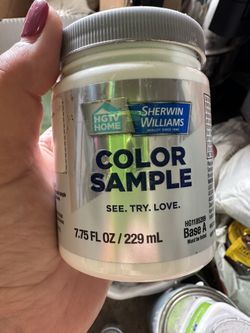 HGTV
HOME
SHERWIN
WILLIAMS
COLOR
SAMPLE
SEE. TRY. LOVE.
7.75 FL OZ / 229 mL
Base A